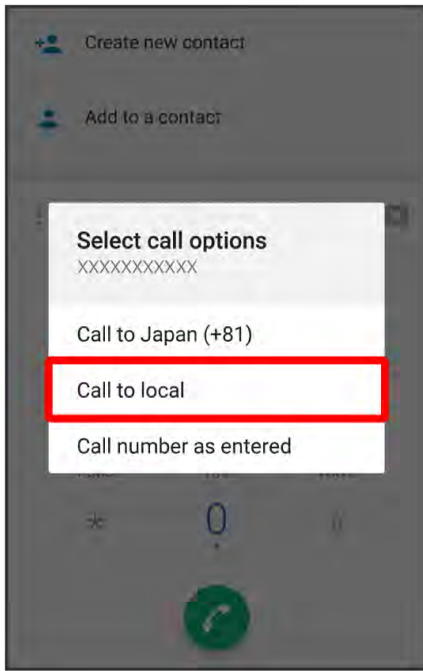 Create new contact
Add to a contact
Select call options
XXXXXXXXXXX
Call to Japan (+81)
Call to local
Call number as entered
* 0 #